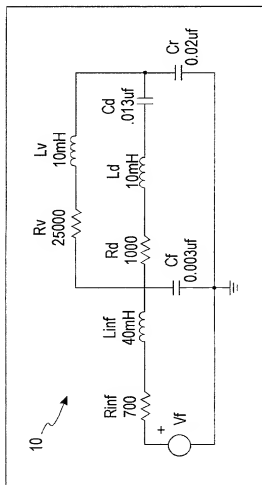 10
Rinf
700
Linf
40mH
Rv
25000
Lv
10mH
Rd
1000
Ld
10mH
Cd
.013uf
Cf
0.003uf
Cr
0.02uf
+
Vf